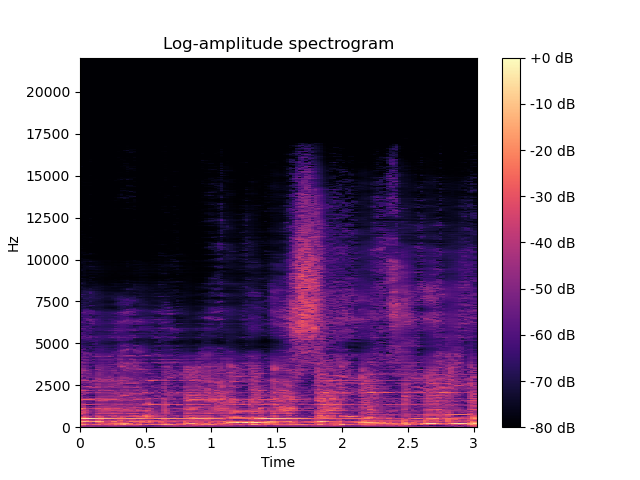 Log-amplitude spectrogram
20000
17500
15000
12500
10000
7500
5000
2500
0
Hz
0 0.5 1 1.5 2 2.5 3
Time
+0 dB
-10 dB
-20 dB
-30 dB
-40 dB
-50 dB
-60 dB
-70 dB
-80 dB